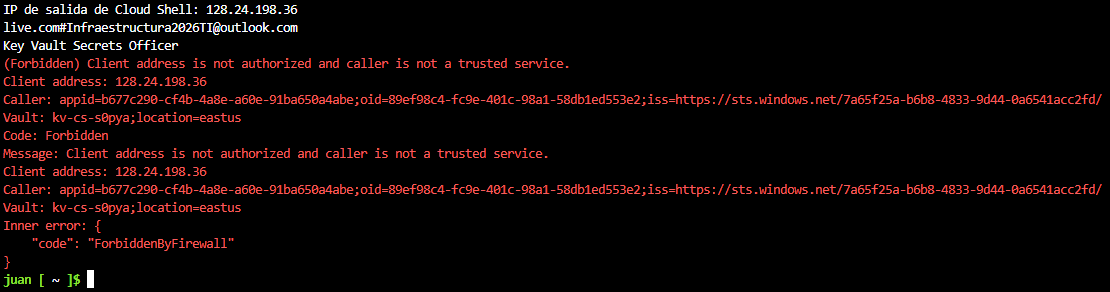 IP de salida de Cloud Shell: 128.24.198.36
live.com#Infraestructura2026TI@outlook.com
Key Vault Secrets Officer
(Forbidden) Client address is not authorized and caller is not a trusted service.
Client address: 128.24.198.36
Caller: appid=b677c290-cf4b-4a8e-a60e-91ba650a4abe;oid=89ef98c4-fc9e-401c-98a1-58db1ed553e2;iss=https://sts.windows.net/7a65f25a-b6b8-4833-9d44-0a6541acc2fd/
Vault: kv-cs-s0pya;location=eastus
Code: Forbidden
Message: Client address is not authorized and caller is not a trusted service.
Client address: 128.24.198.36
Caller: appid=b677c290-cf4b-4a8e-a60e-91ba650a4abe;oid=89ef98c4-fc9e-401c-98a1-58db1ed553e2;iss=https://sts.windows.net/7a65f25a-b6b8-4833-9d44-0a6541acc2fd/
Vault: kv-cs-s0pya;location=eastus
Inner error: {
    "code": "ForbiddenByFirewall"
}
juan [ ~ ]$